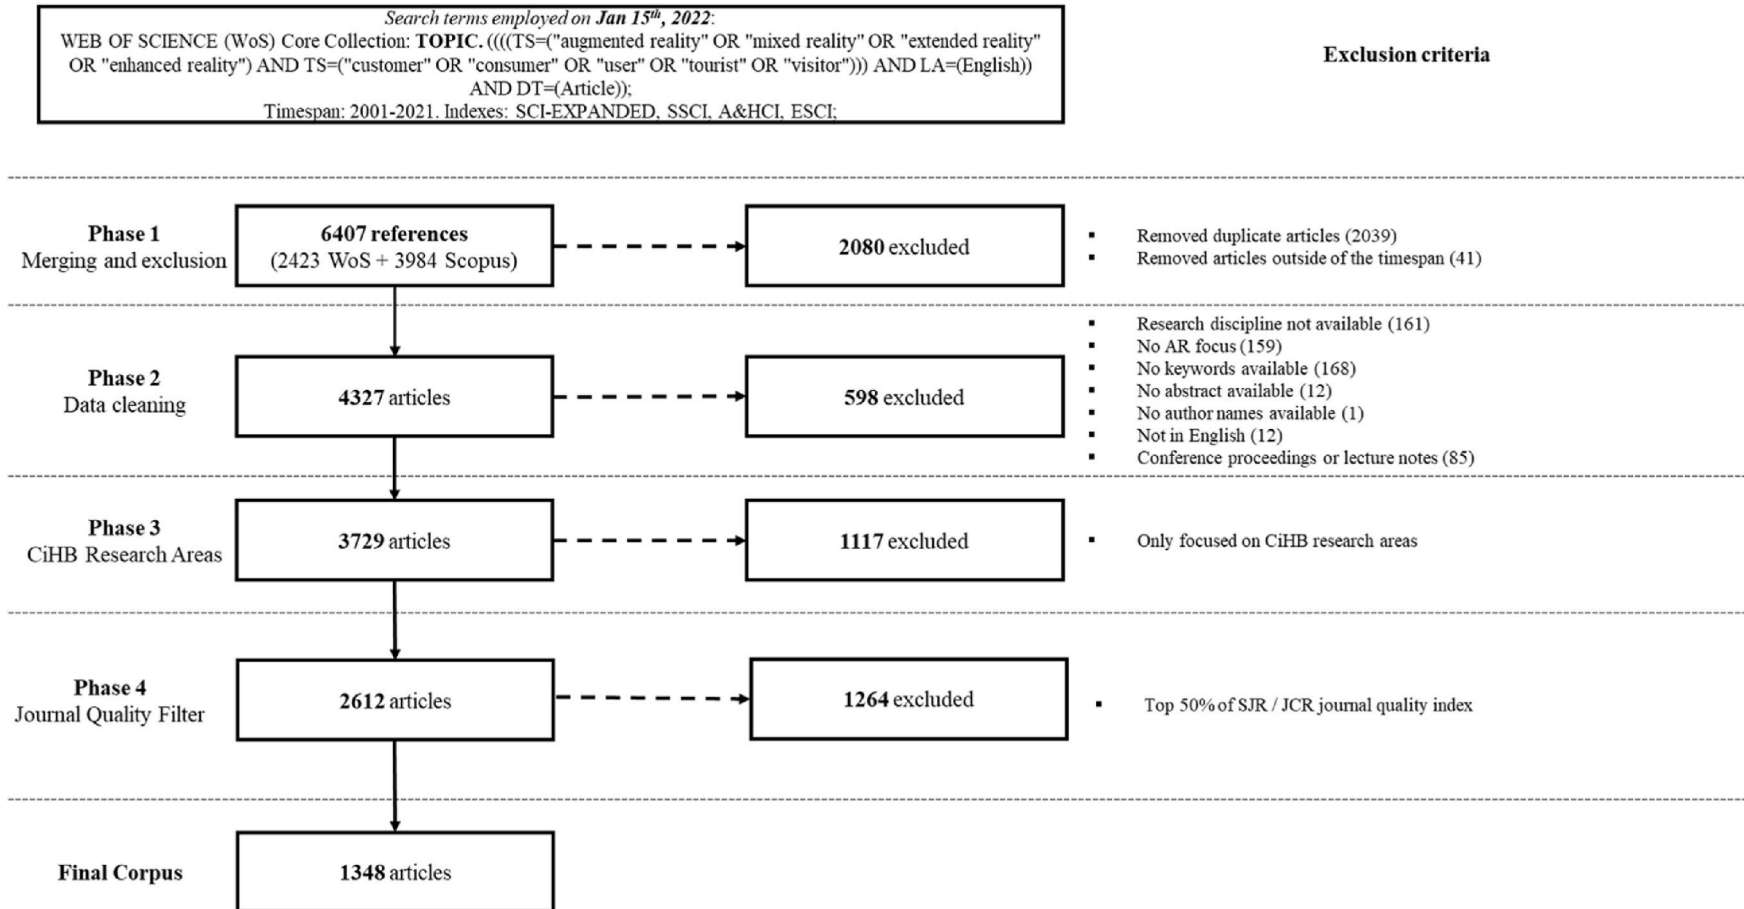 Search terms employed on Jan 15th, 2022:
WEB OF SCIENCE (WoS) Core Collection: TOPIC. ((((TS=("augmented reality" OR "mixed reality" OR "extended reality"
OR "enhanced reality") AND TS=("customer" OR "consumer" OR "user" OR "tourist" OR "visitor"))) AND LA=(English))
AND DT=(Article));
Timespan: 2001-2021. Indexes: SCI-EXPANDED, SSCI, A&HCI, ESCI;
Exclusion criteria
Phase 1
Merging and exclusion
6407 references
(2423 WoS + 3984 Scopus)
2080 excluded
▪ Removed duplicate articles (2039)
▪ Removed articles outside of the timespan (41)
Phase 2
Data cleaning
4327 articles
598 excluded
▪ Research discipline not available (161)
▪ No AR focus (159)
▪ No keywords available (168)
▪ No abstract available (12)
▪ No author names available (1)
▪ Not in English (12)
▪ Conference proceedings or lecture notes (85)
Phase 3
CiHB Research Areas
3729 articles
1117 excluded
▪ Only focused on CiHB research areas
Phase 4
Journal Quality Filter
2612 articles
1264 excluded
▪ Top 50% of SJR / JCR journal quality index
Final Corpus
1348 articles